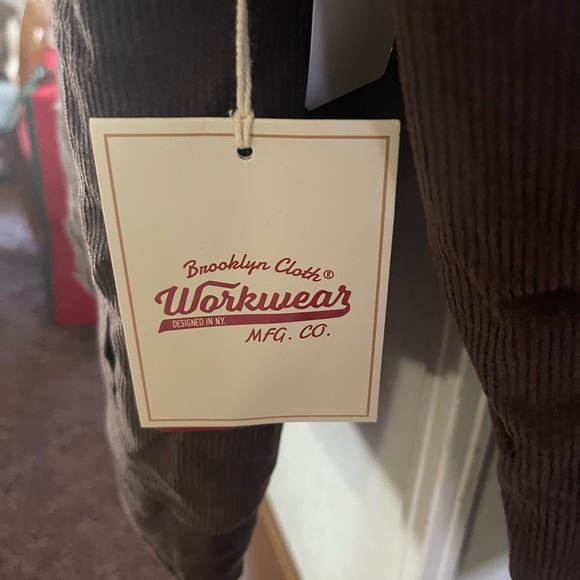 Brooklyn Cloth®
Workwear
DESIGNED IN NY.
MFG. CO.